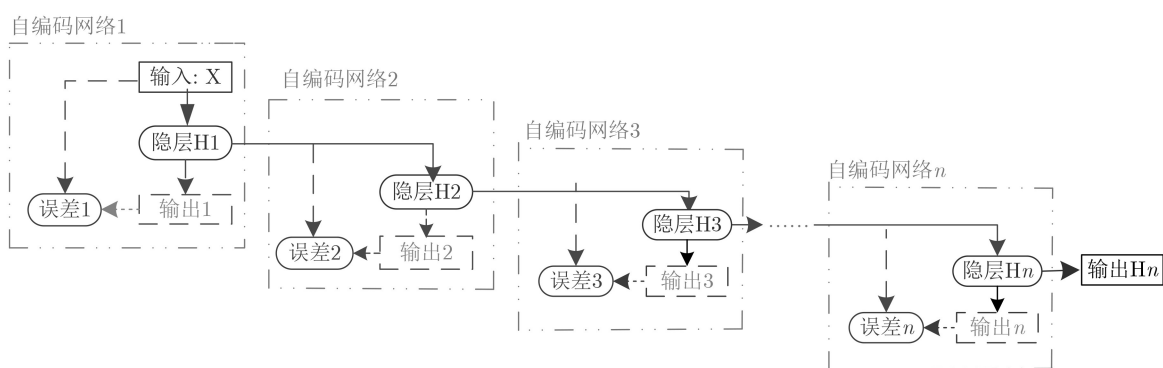 自编码网络1
输入: X
隐层H1
误差1
输出1
自编码网络2
隐层H2
误差2
输出2
自编码网络3
隐层H3
误差3
输出3
......
自编码网络n
隐层Hn
输出Hn
误差n
输出n